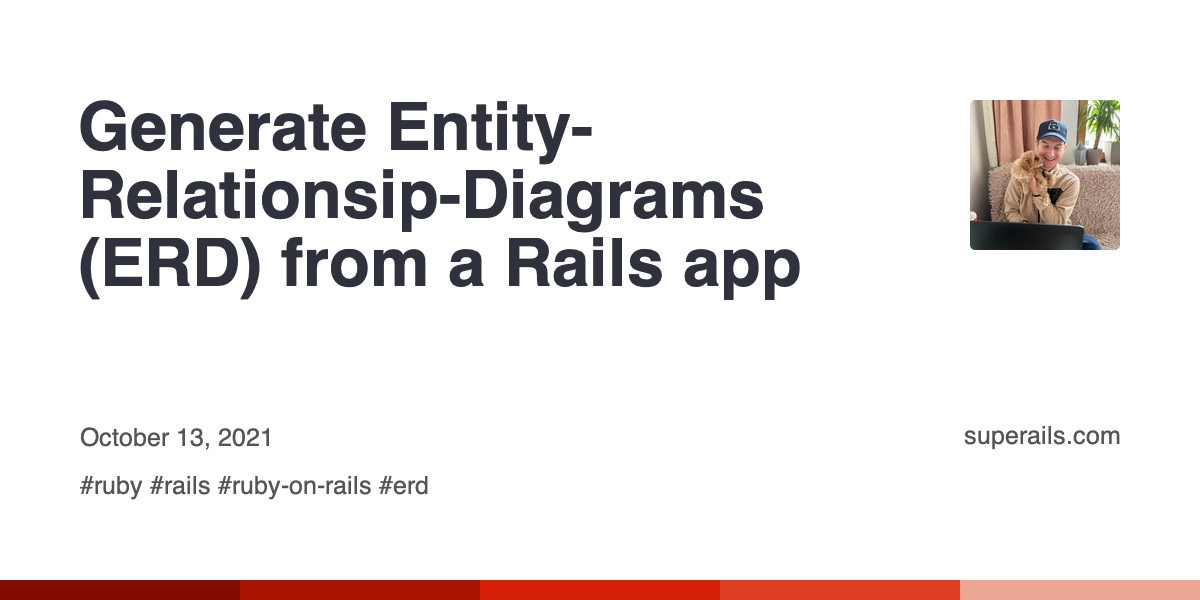 Generate Entity-
Relationsip-Diagrams
(ERD) from a Rails app
October 13, 2021
superails.com
#ruby #rails #ruby-on-rails #erd